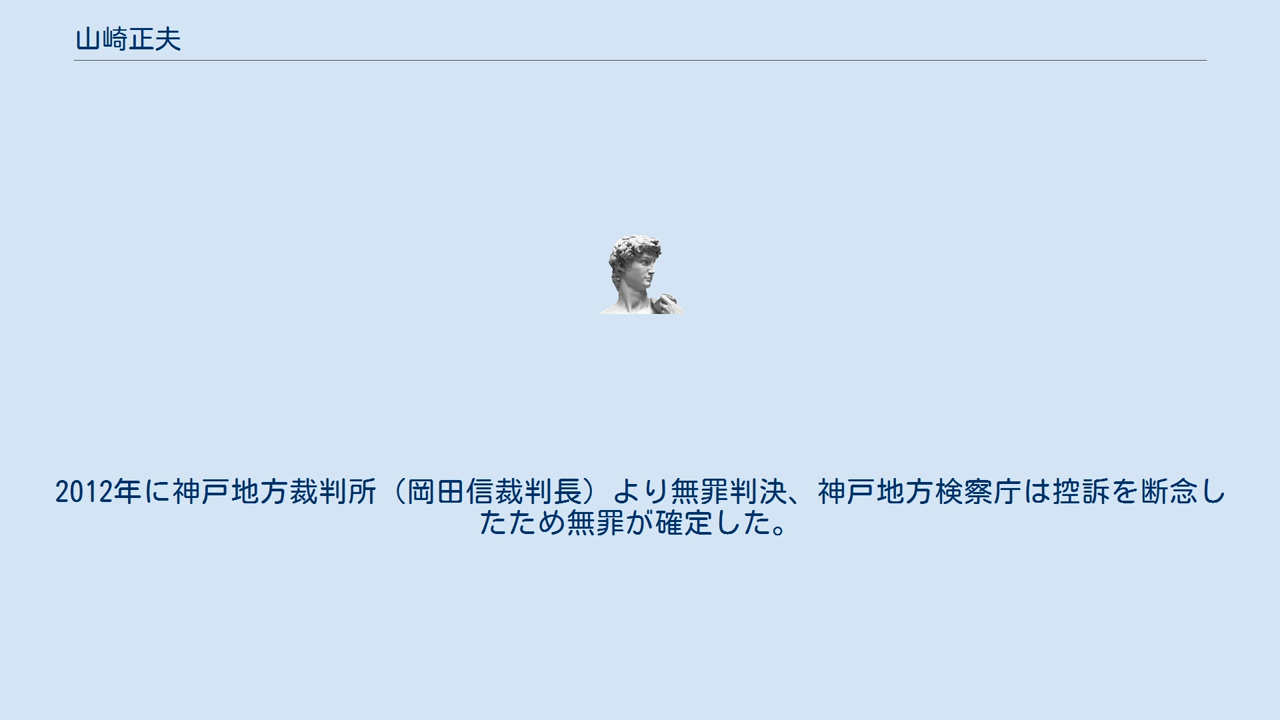 山崎正夫
2012年に神戸地方裁判所（岡田信裁判長）より無罪判決、神戸地方検察庁は控訴を断念し
たため無罪が確定した。